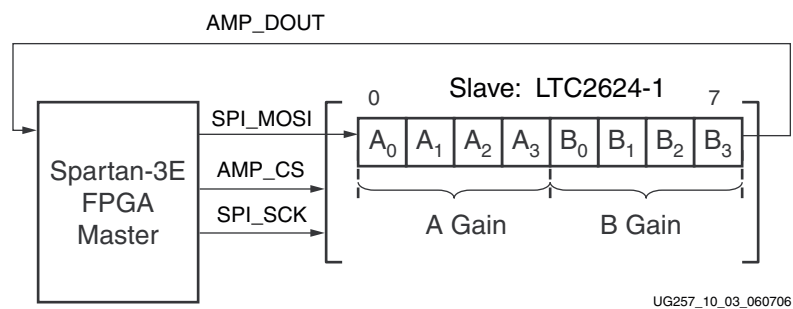 AMP_DOUT
Slave: LTC2624-1
0 7
SPI_MOSI
A₀ A₁ A₂ A₃ B₀ B₁ B₂ B₃
Spartan-3E
FPGA
Master
AMP_CS
SPI_SCK
A Gain B Gain
UG257_10_03_060706